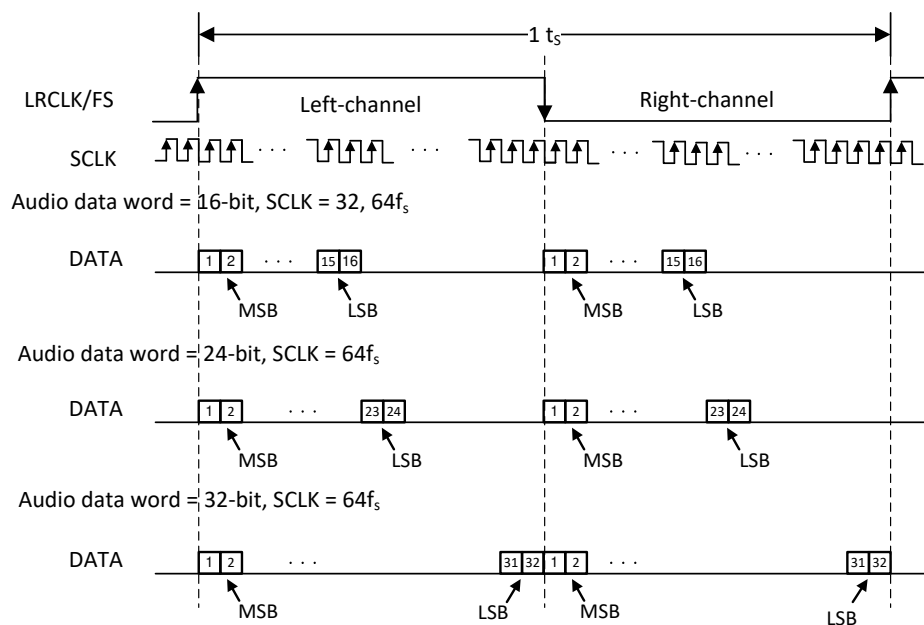 1 tS
LRCLK/FS Left-channel Right-channel
SCLK . . . . . . . . . . . .
Audio data word = 16-bit, SCLK = 32, 64fs
DATA 1 2 . . . 15 16 1 2 . . . 15 16
MSB LSB MSB LSB
Audio data word = 24-bit, SCLK = 64fs
DATA 1 2 . . . 23 24 1 2 . . . 23 24
MSB LSB MSB LSB
Audio data word = 32-bit, SCLK = 64fs
DATA 1 2 . . . 31 32 1 2 . . . 31 32
MSB LSB MSB LSB